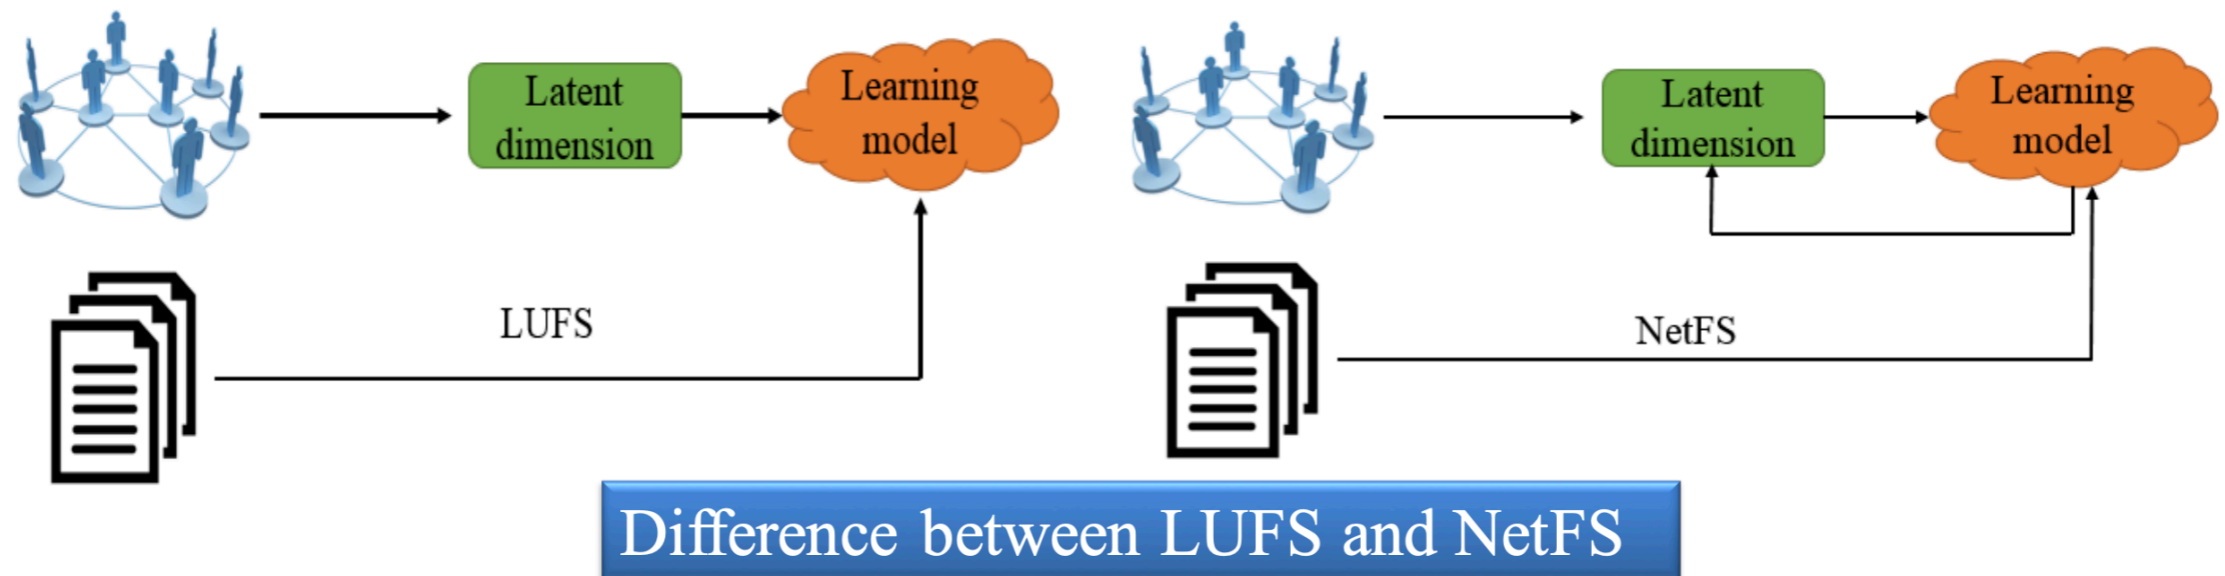 Latent
dimension
Learning
model
LUFS
Latent
dimension
Learning
model
NetFS
Difference between LUFS and NetFS